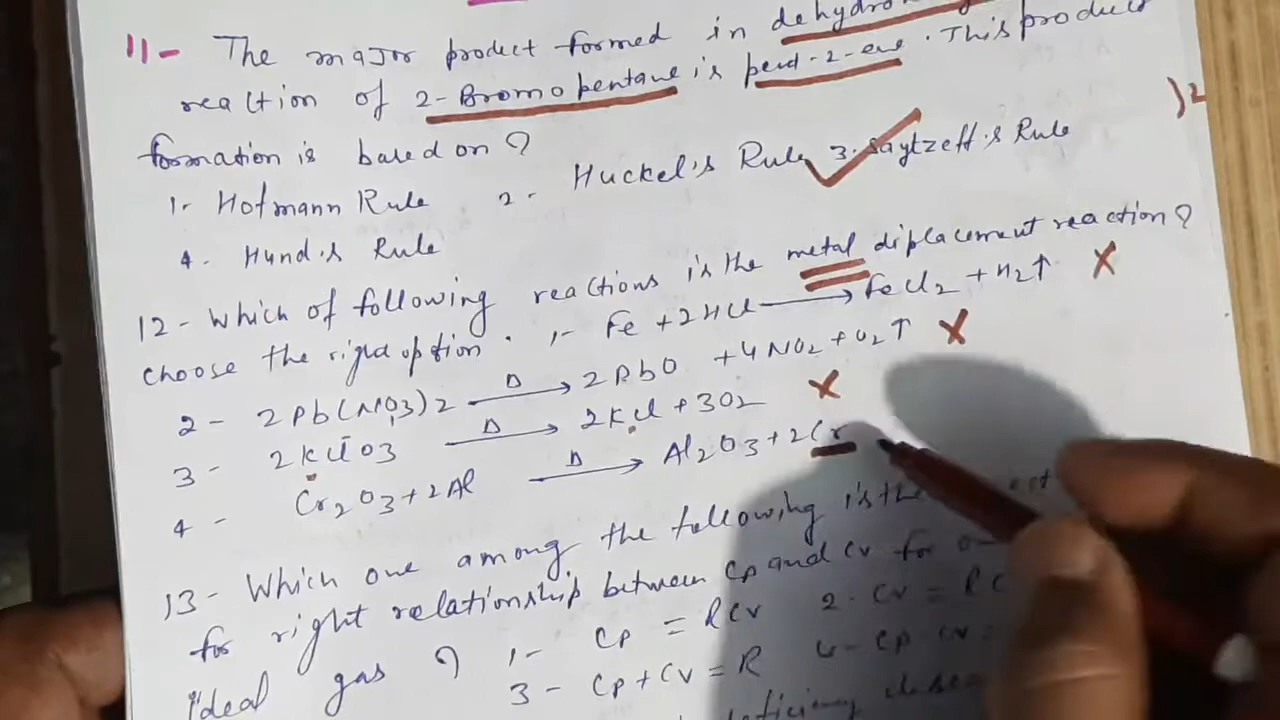 11- The major product formed in dehydro
reaction of 2-Bromopentane is pent-2-ene. This product
formation is based on?
1- Hofmann Rule 2- Huckel's Rule 3. Saytzeff's Rule
4. Hund's Rule
12- Which of following reactions is the metal diplacement reaction?
choose the right option. 1- Fe + 2HCl ⟶ FeCl2 + H2↑
2- 2Pb(NO3)2 —Δ→ 2PbO + 4NO2 + O2↑
3- 2KClO3 —Δ→ 2KCl + 3O2
4- Cr2O3 + 2Al —Δ→ Al2O3 + 2Cr
13- Which one among the following is the
for right relationship between Cp and Cv for
ideal gas? 1- Cp = RCv 2. Cv = RC
3- Cp + Cv = R 4- Cp - Cv =